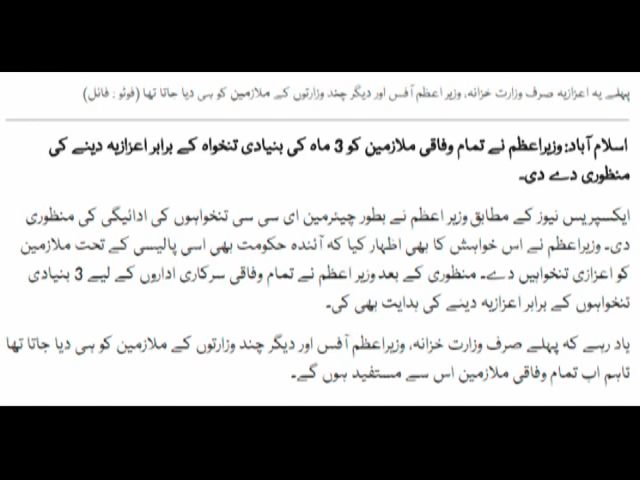 پہلے یہ اعزازیہ صرف وزارت خزانہ، وزیر اعظم آفس اور دیگر چند وزارتوں کے ملازمین کو ہی دیا جاتا تھا (فوٹو : فائل)
اسلام آباد: وزیراعظم نے تمام وفاقی ملازمین کو 3 ماہ کی بنیادی تنخواہ کے برابر اعزازیہ دینے کی
منظوری دے دی۔
ایکسپریس نیوز کے مطابق وزیر اعظم نے بطور چیئرمین ای سی سی تنخواہوں کی ادائیگی کی منظوری
دی۔ وزیراعظم نے اس خواہش کا بھی اظہار کیا کہ آئندہ حکومت بھی اسی پالیسی کے تحت ملازمین
کو اعزازی تنخواہیں دے۔ منظوری کے بعد وزیر اعظم نے تمام وفاقی سرکاری اداروں کے لیے 3 بنیادی
تنخواہوں کے برابر اعزازیہ دینے کی ہدایت بھی کی۔
یاد رہے کہ پہلے صرف وزارت خزانہ، وزیراعظم آفس اور دیگر چند وزارتوں کے ملازمین کو ہی دیا جاتا تھا
تاہم اب تمام وفاقی ملازمین اس سے مستفید ہوں گے۔